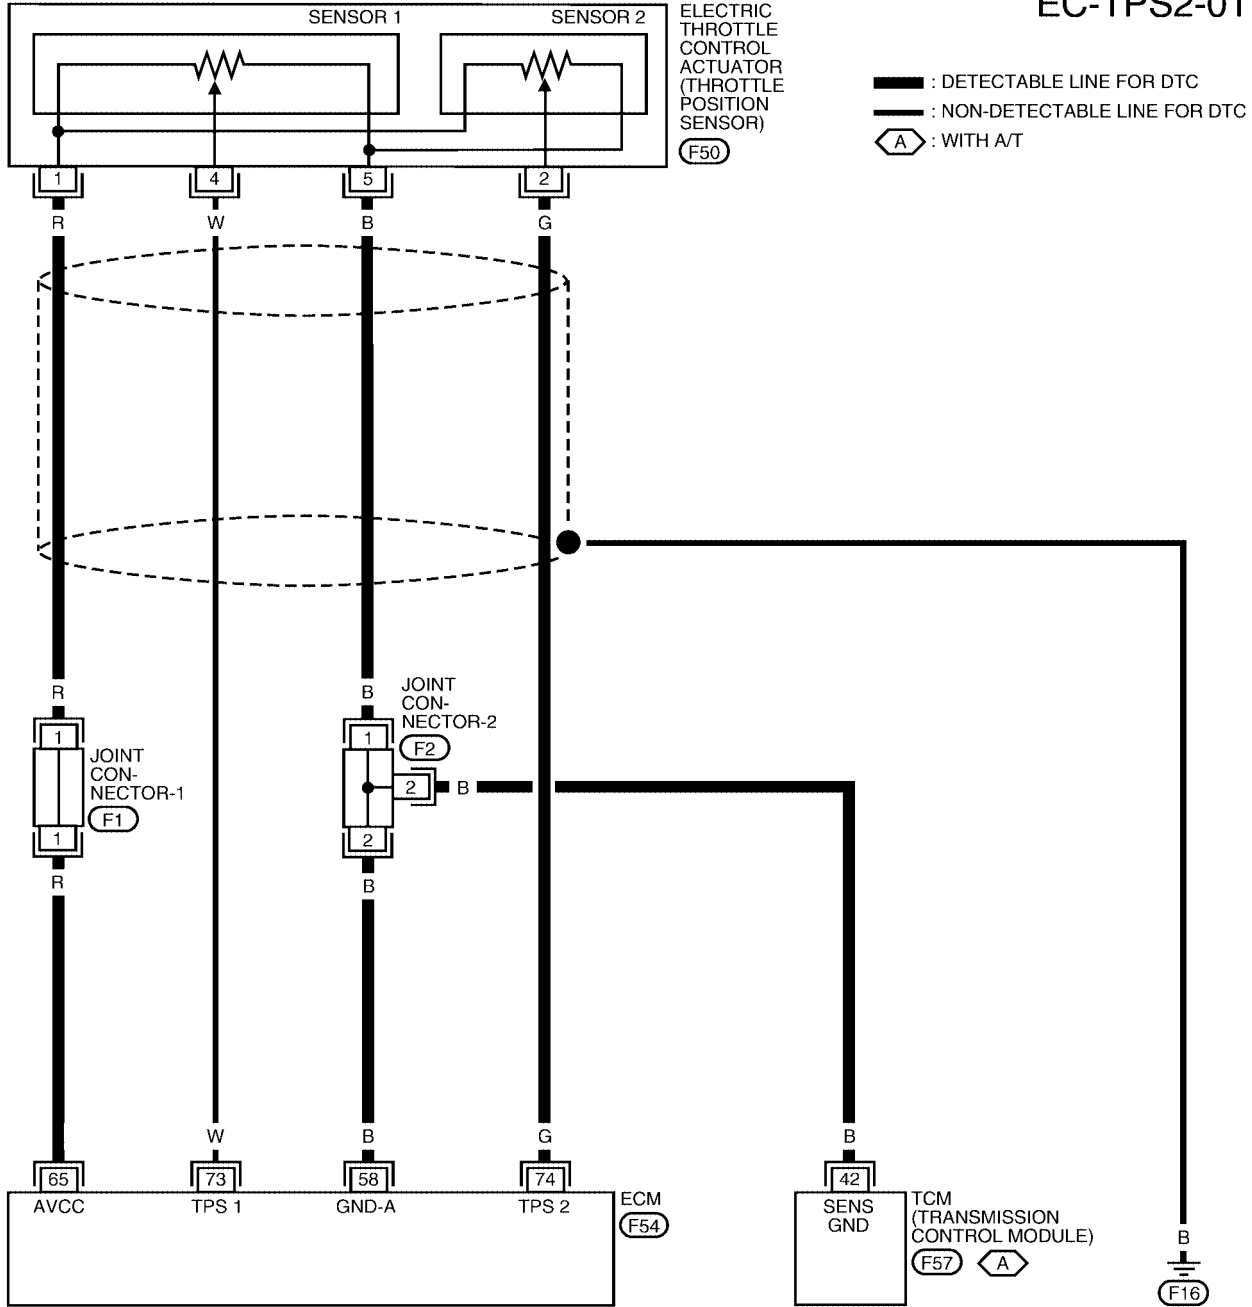 EC-TPS2-01
SENSOR 1
SENSOR 2
ELECTRIC
THROTTLE
CONTROL
ACTUATOR
(THROTTLE
POSITION
SENSOR)
F50
: DETECTABLE LINE FOR DTC
: NON-DETECTABLE LINE FOR DTC
A : WITH A/T
1 4 5 2
R W B G
R B
JOINT
CON-
NECTOR-2
F2
1 1
JOINT
CON-
NECTOR-1
F1
2 B
1 2
R B
W B G B
65 73 58 74 42
AVCC TPS 1 GND-A TPS 2
ECM
F54
SENS
GND
TCM
(TRANSMISSION
CONTROL MODULE)
F57 A
B
F16